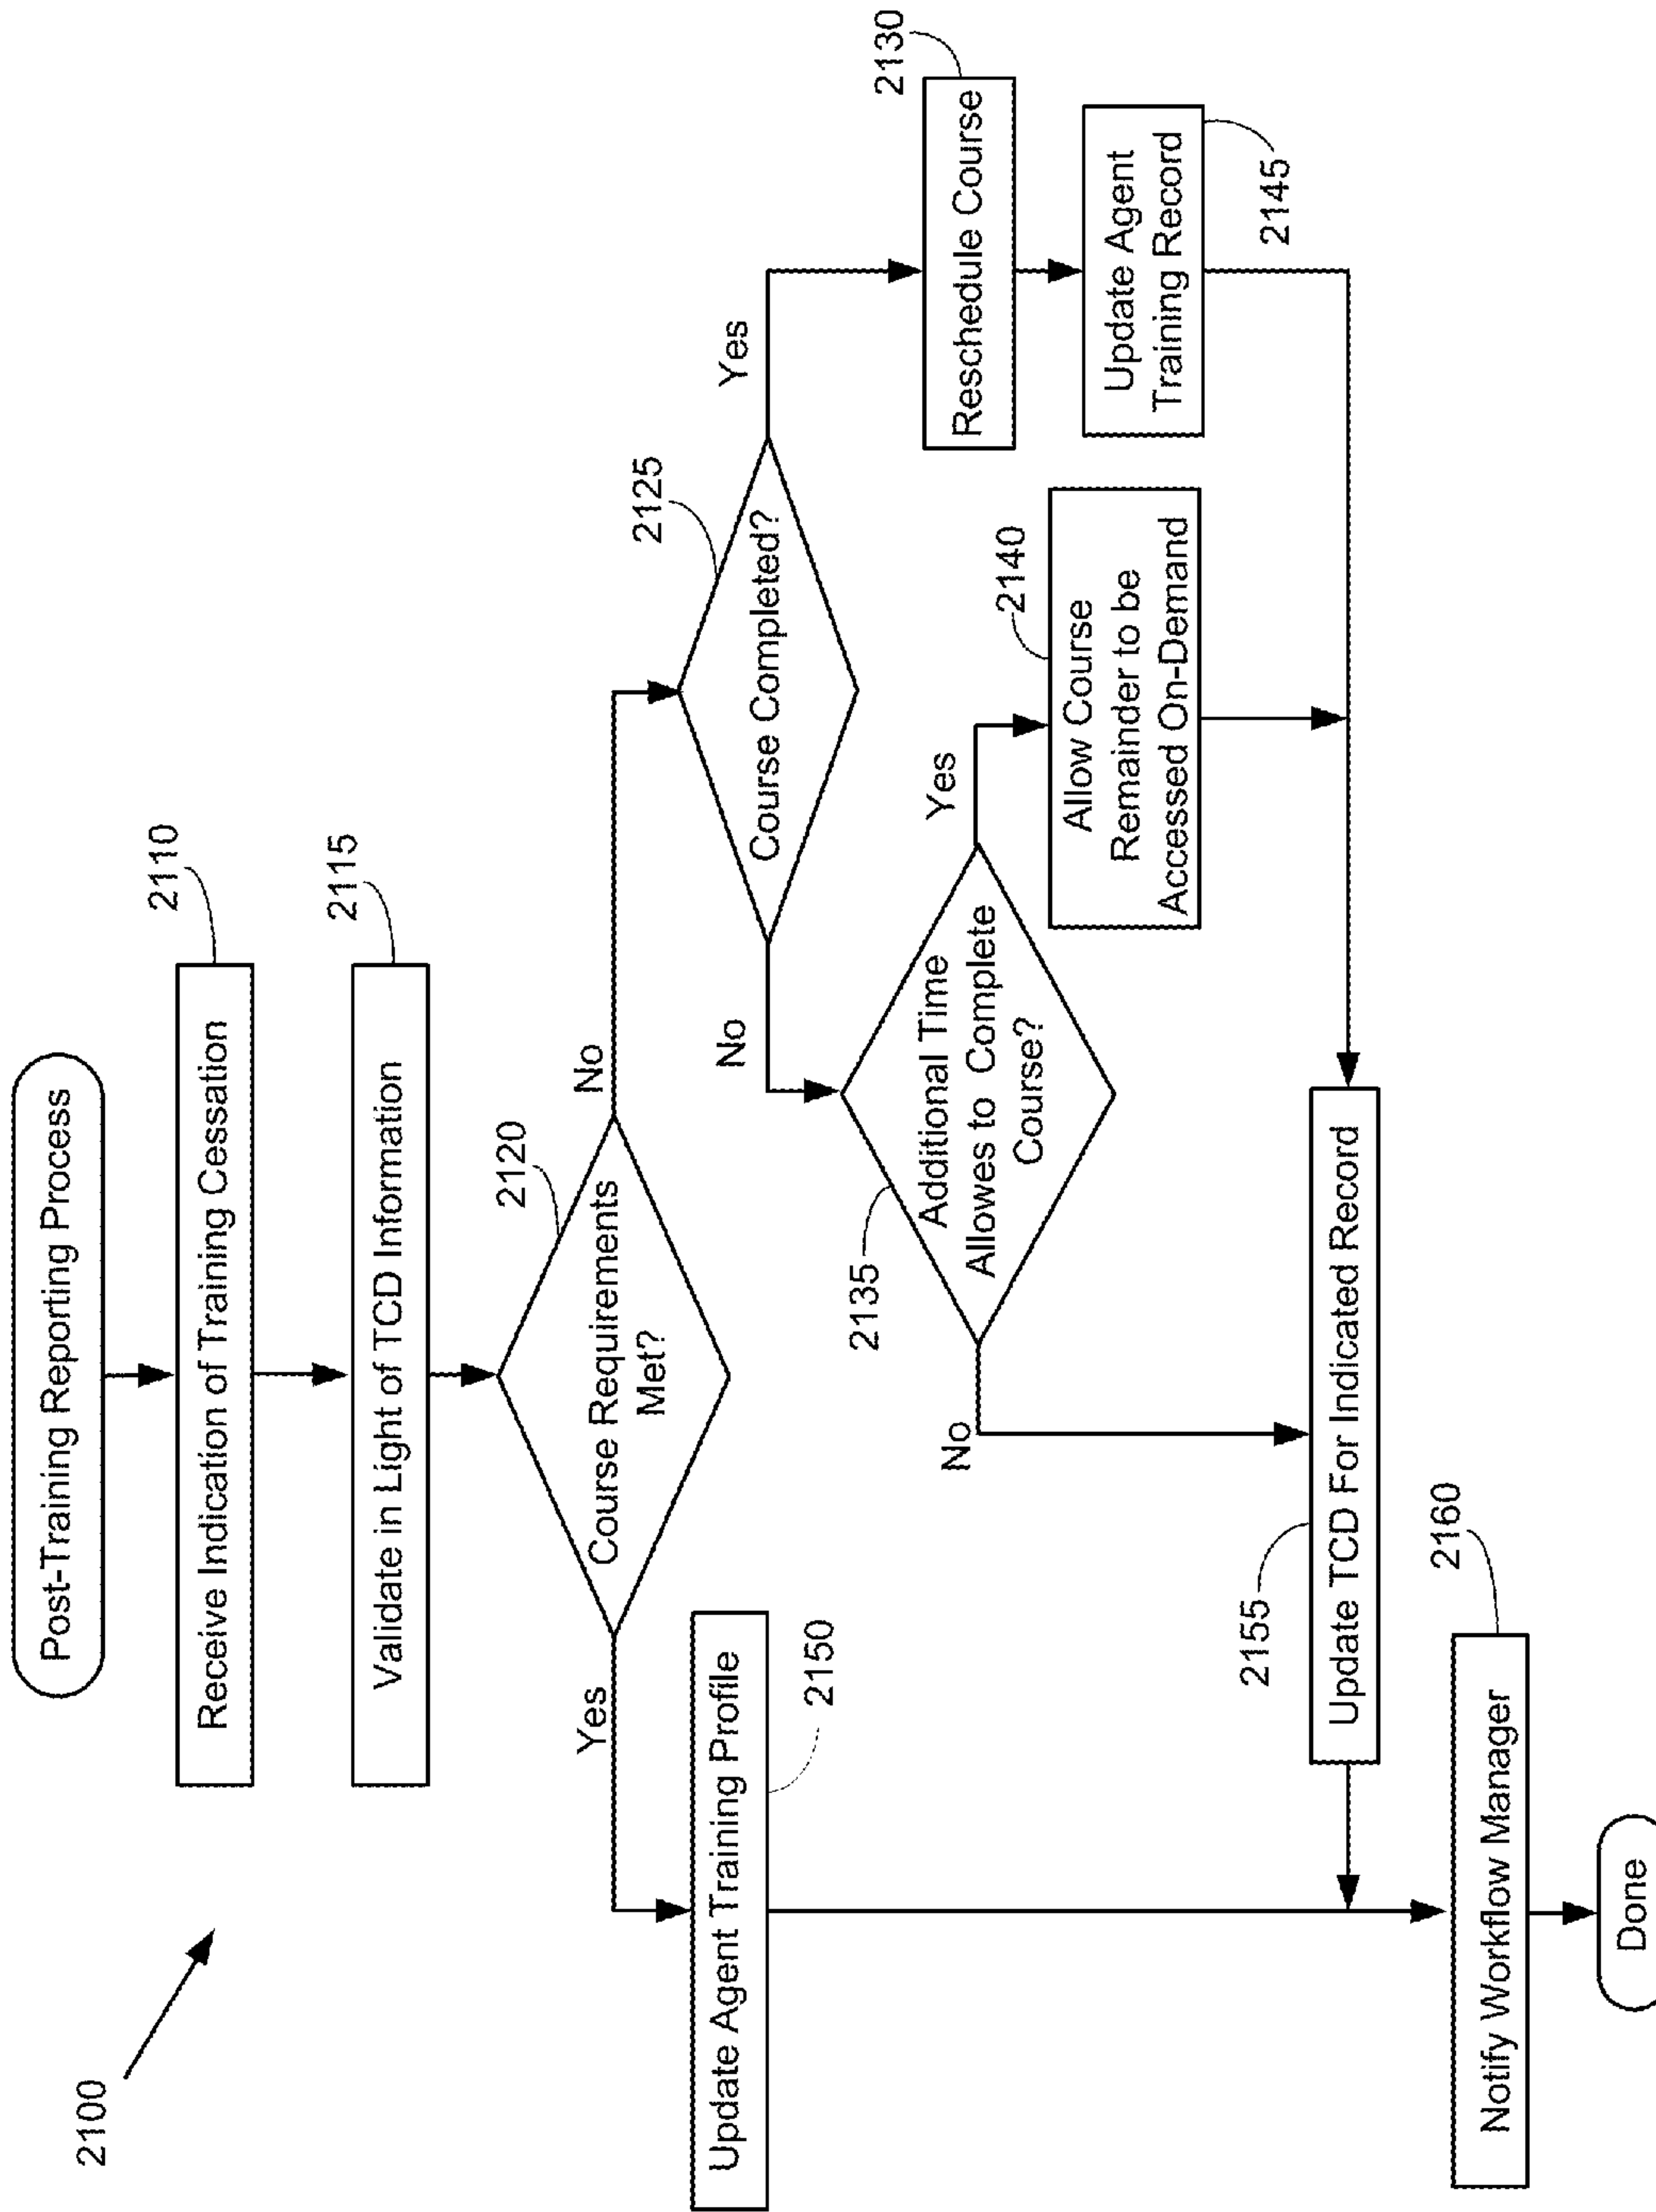 2100
Post-Training Reporting Process
Receive Indication of Training Cessation
2110
Validate in Light of TCD Information
2115
Course Requirements
Met?
2120
Yes
No
Update Agent Training Profile
2150
Course Completed?
2125
No
Yes
Additional Time
Allowes to Complete
Course?
2135
No
Yes
Reschedule Course
2130
Allow Course
Remainder to be
Accessed On-Demand
2140
Update Agent
Training Record
2145
Update TCD For Indicated Record
2155
Notify Workflow Manager
2160
Done